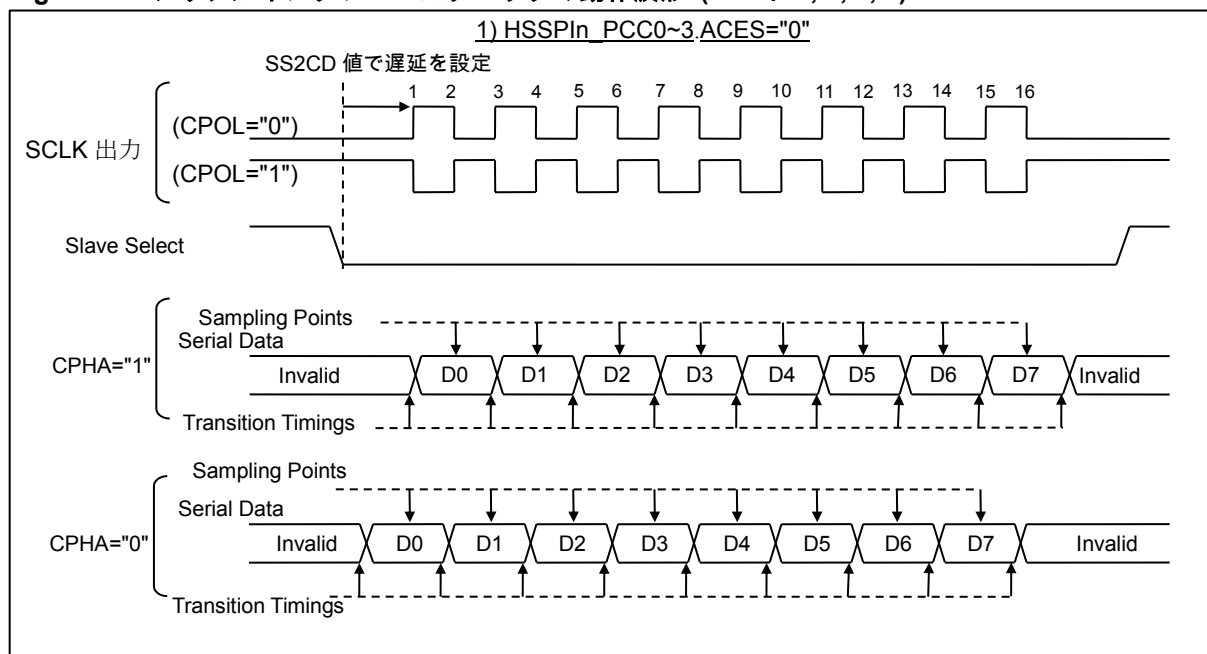 1) HSSPIn_PCC0~3.ACES="0"
SS2CD 値で遅延を設定
1 2 3 4 5 6 7 8 9 10 11 12 13 14 15 16
(CPOL="0")
SCLK 出力
(CPOL="1")
Slave Select
Sampling Points
Serial Data
CPHA="1"
Invalid D0 D1 D2 D3 D4 D5 D6 D7 Invalid
Transition Timings
Sampling Points
Serial Data
CPHA="0"
Invalid D0 D1 D2 D3 D4 D5 D6 D7 Invalid
Transition Timings